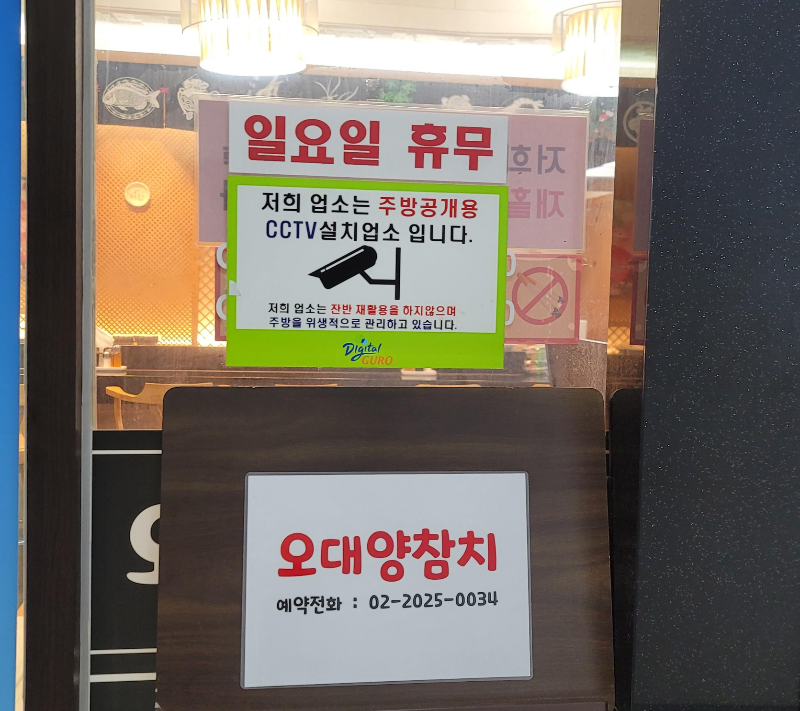 일요일 휴무
저희 업소는 주방공개용
CCTV설치업소 입니다.
저희 업소는 잔반 재활용을 하지않으며
주방을 위생적으로 관리하고 있습니다.
Digital
GURO
오대양참치
예약전화 : 02-2025-0034